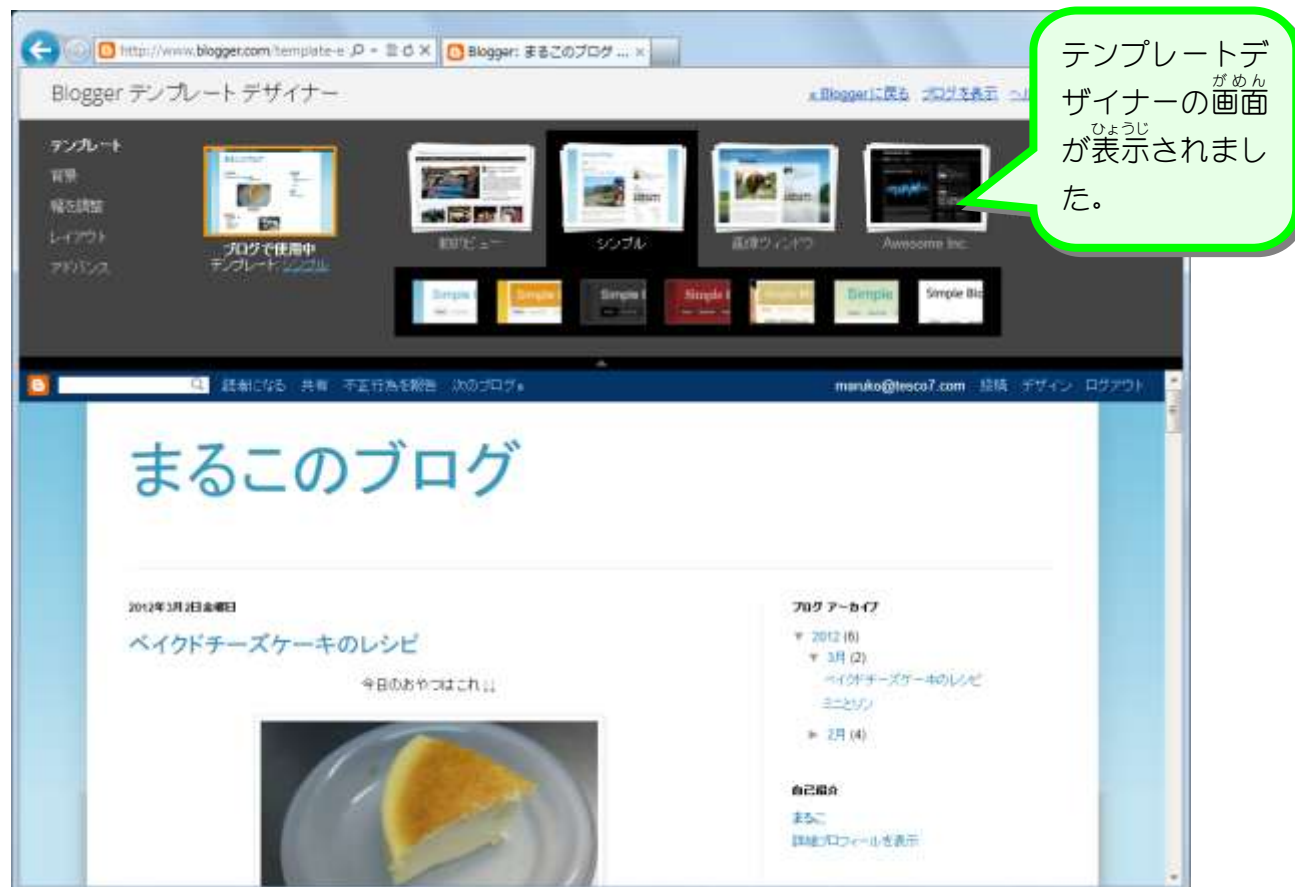 http://www.blogger.com/template-e
Blogger: まるこのブログ ...
Blogger テンプレート デザイナー
« Bloggerに戻る ブログを表示
テンプレートデ
ザイナーの画面
がめん
が表示されまし
ひょうじ
た。
テンプレート
背景
幅を調整
レイアウト
アドバンス
ブログで使用中
テンプレート: シンプル
動的ビュー
シンプル
画像ウィンドウ
Awesome Inc.
Simple
Simple
Simple
Simple
Simple
Simple Blo
読者になる 共有 不正行為を報告 次のブログ»
maruko@tesco7.com 投稿 デザイン ログアウト
まるこのブログ
2012年3月2日金曜日
ベイクドチーズケーキのレシピ
今日のおやつはこれ↓↓
ブログ アーカイブ
▼ 2012 (6)
▼ 3月 (2)
ベイクドチーズケーキのレシピ
► 2月 (4)
自己紹介
まるこ
詳細プロフィールを表示